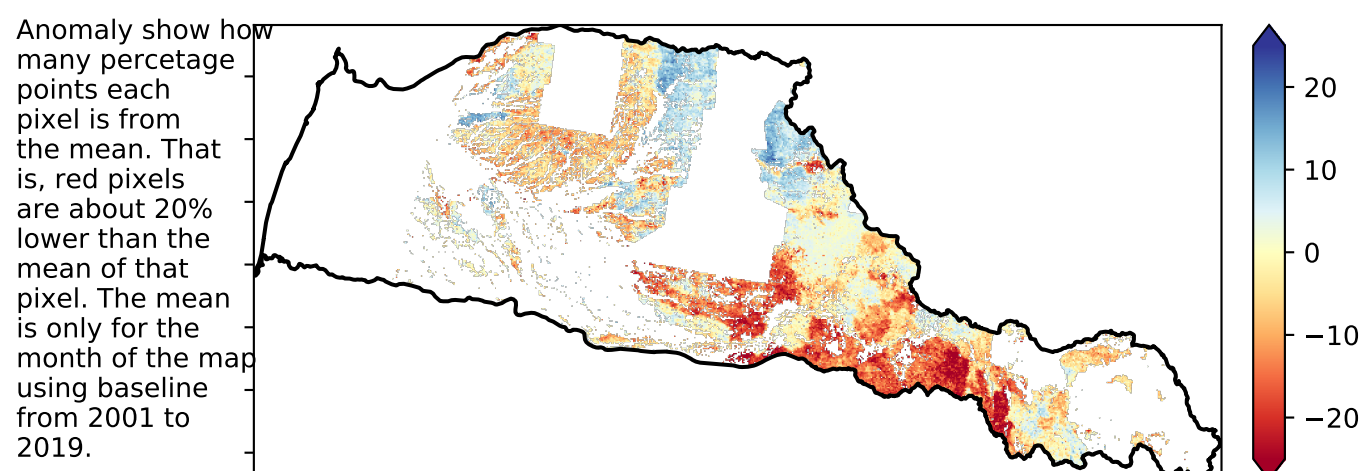 Anomaly show how
many percetage
points each
pixel is from
the mean. That
is, red pixels
are about 20%
lower than the
mean of that
pixel. The mean
is only for the
month of the map
using baseline
from 2001 to
2019.
20
10
0
−10
−20